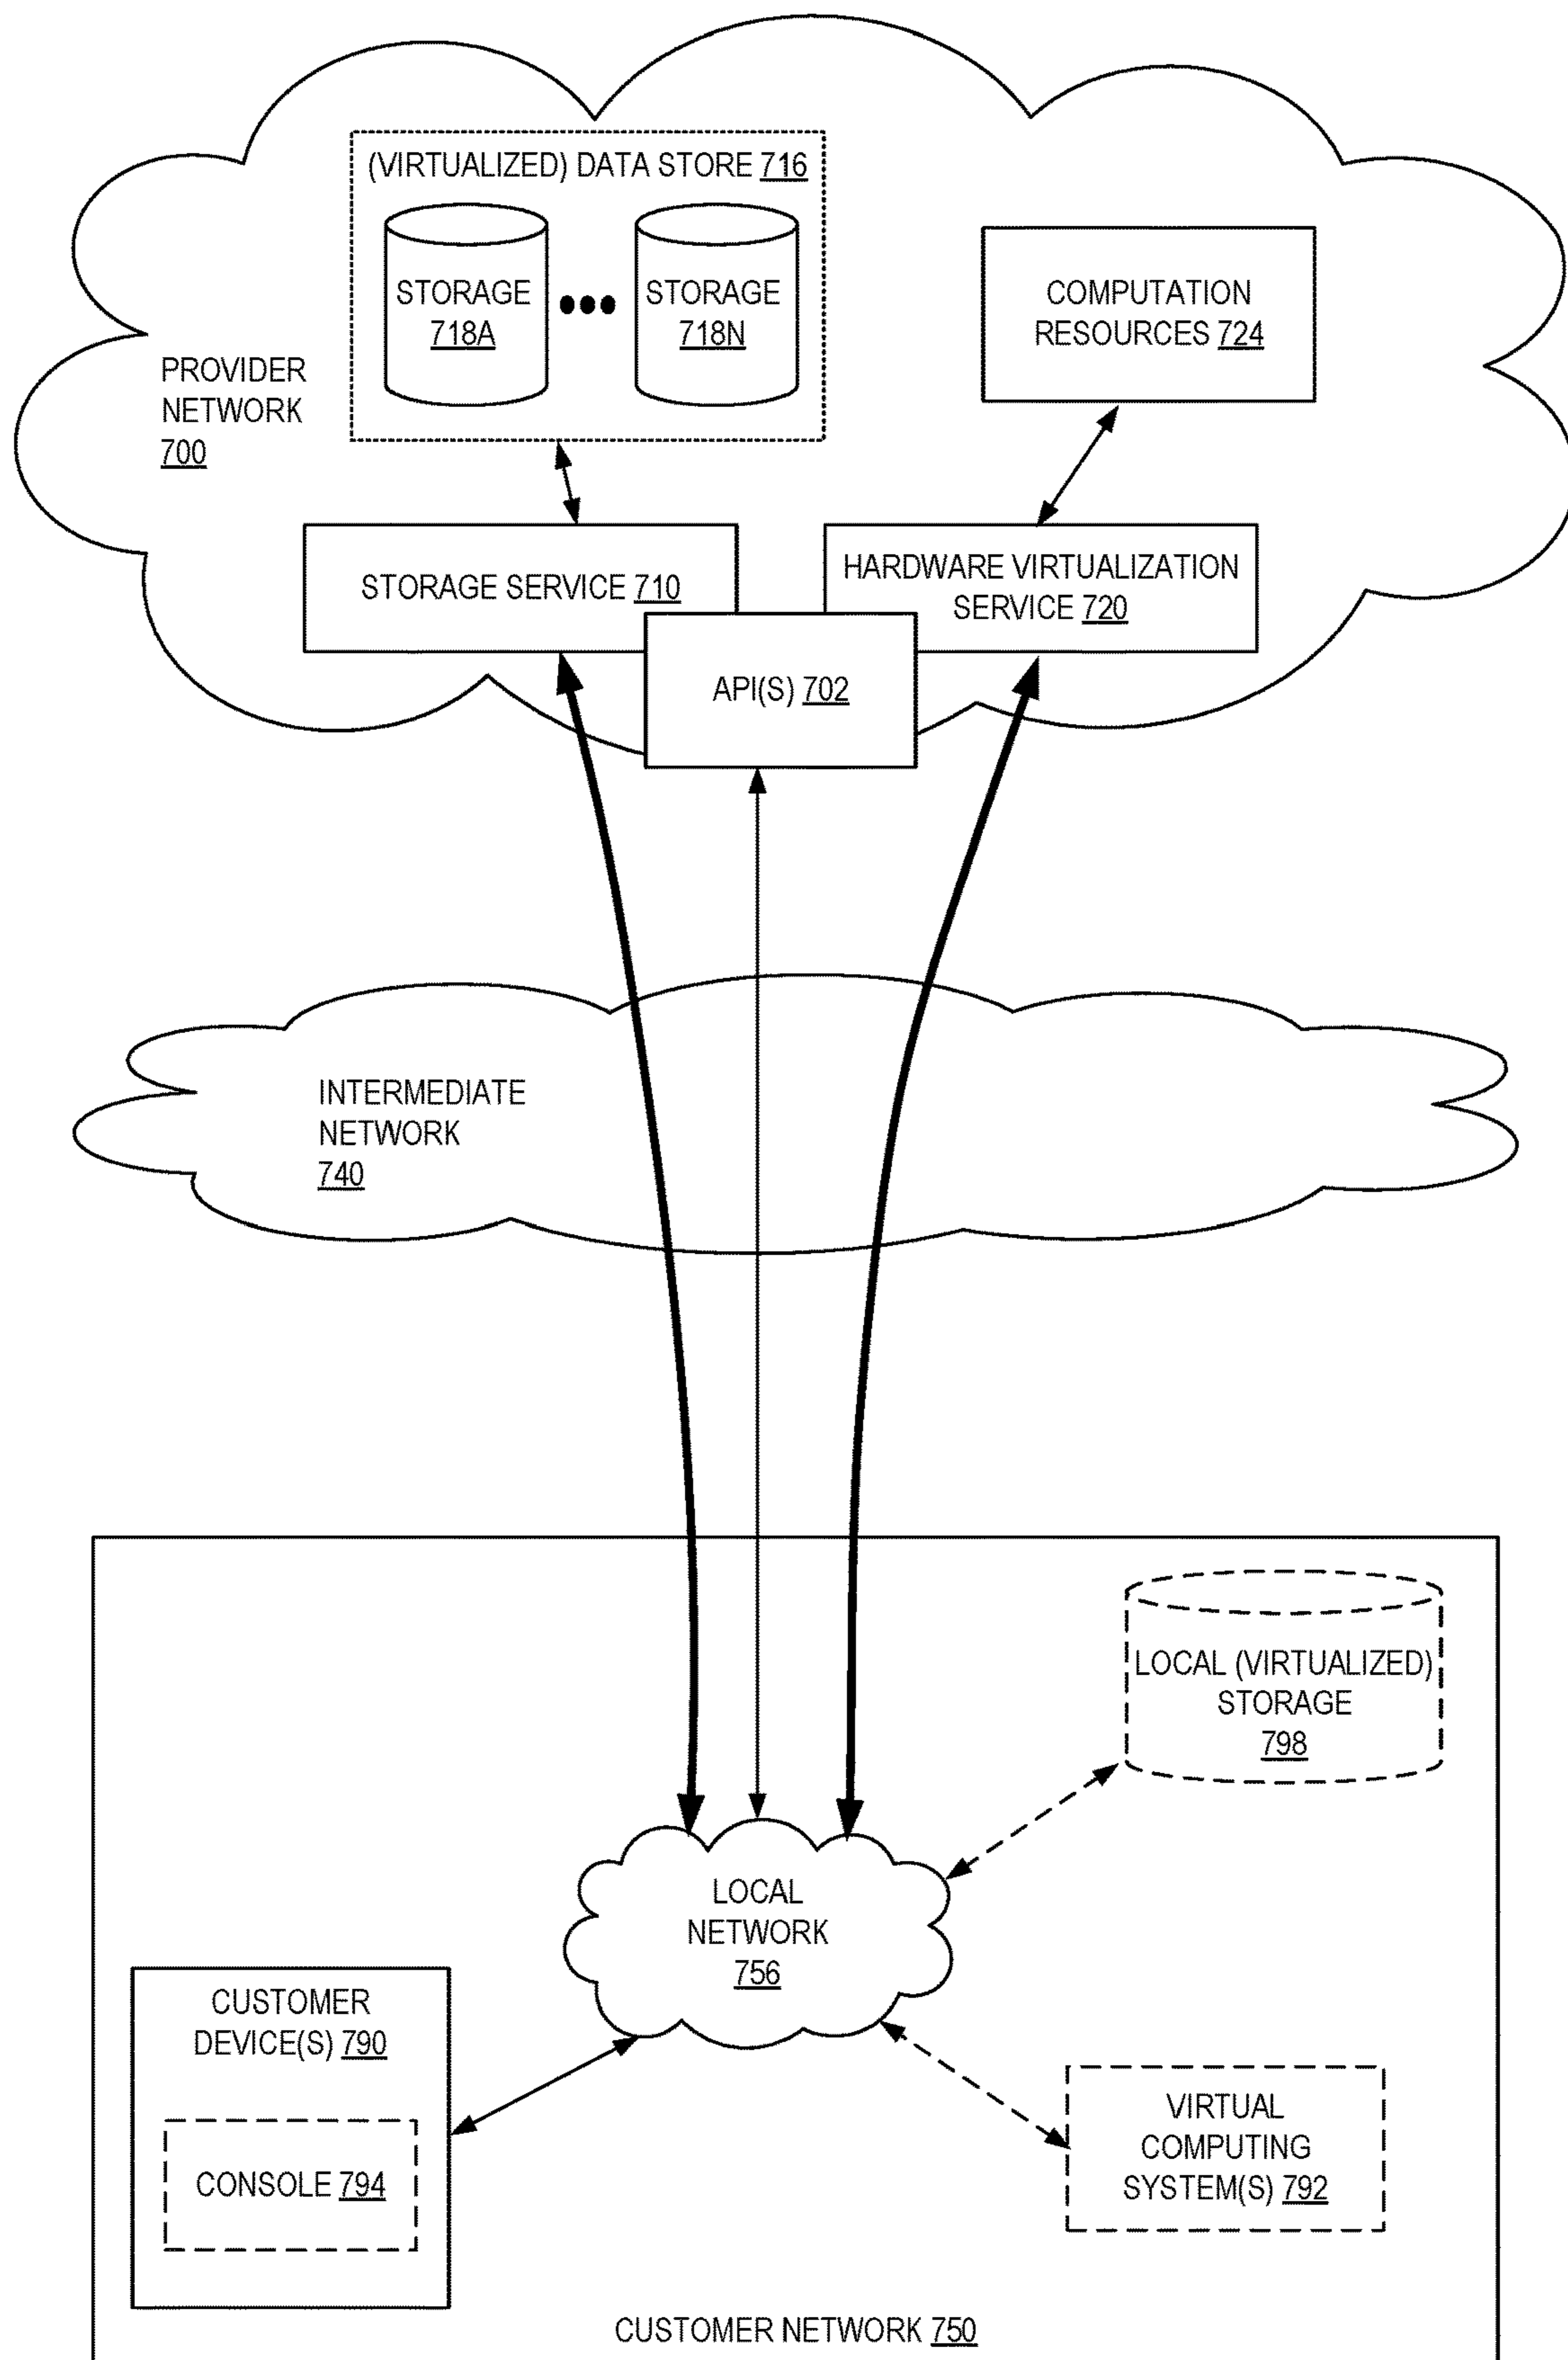 (VIRTUALIZED) DATA STORE 716
STORAGE
718A
STORAGE
718N
COMPUTATION
RESOURCES 724
PROVIDER
NETWORK
700
STORAGE SERVICE 710
HARDWARE VIRTUALIZATION
SERVICE 720
API(S) 702
INTERMEDIATE
NETWORK
740
LOCAL (VIRTUALIZED)
STORAGE
798
LOCAL
NETWORK
756
CUSTOMER
DEVICE(S) 790
CONSOLE 794
VIRTUAL
COMPUTING
SYSTEM(S) 792
CUSTOMER NETWORK 750